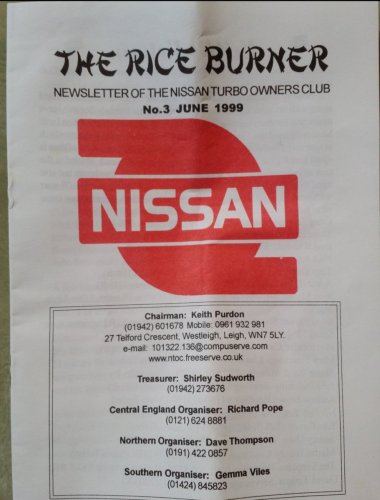 THE RICE BURNER
NEWSLETTER OF THE NISSAN TURBO OWNERS CLUB
No.3 JUNE 1999
NISSAN
Chairman: Keith Purdon
(01942) 601678 Mobile: 0961 932 981
27 Telford Crescent, Westleigh, Leigh, WN7 5LY.
e-mail: 101322.136@compuserve.com
www.ntoc.freeserve.co.uk
Treasurer: Shirley Sudworth
(01942) 273676
Central England Organiser: Richard Pope
(0121) 624 8881
Northern Organiser: Dave Thompson
(0191) 422 0857
Southern Organiser: Gemma Viles
(01424) 845823